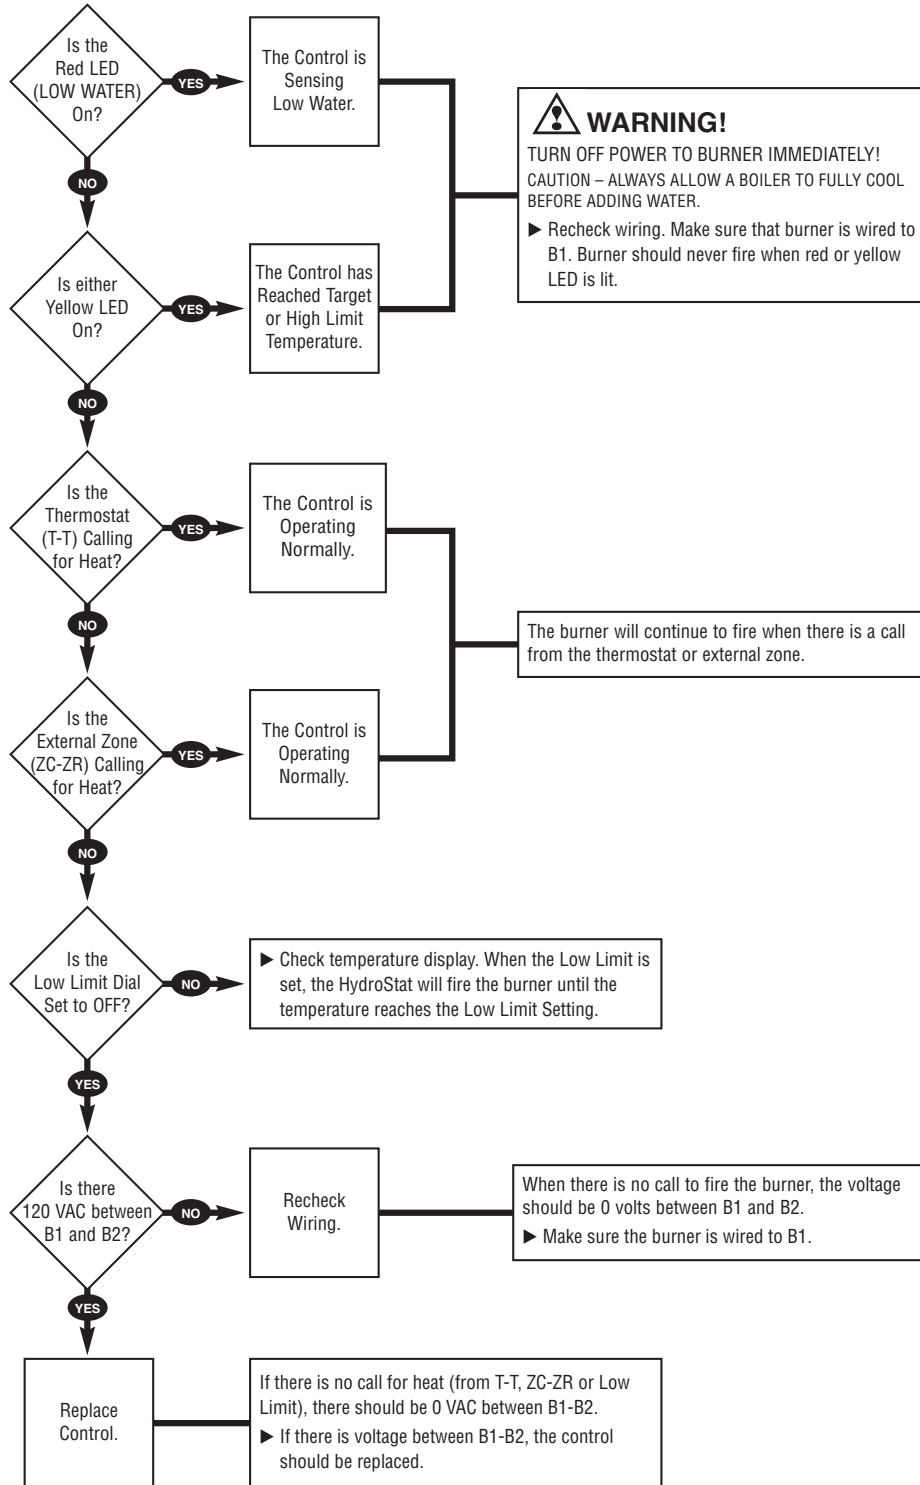 Is the
Red LED
(LOW WATER)
On?
YES
The Control is
Sensing
Low Water.
WARNING!
TURN OFF POWER TO BURNER IMMEDIATELY!
CAUTION – ALWAYS ALLOW A BOILER TO FULLY COOL
BEFORE ADDING WATER.
▶ Recheck wiring. Make sure that burner is wired to
B1. Burner should never fire when red or yellow
LED is lit.
NO
Is either
Yellow LED
On?
YES
The Control has
Reached Target
or High Limit
Temperature.
NO
Is the
Thermostat
(T-T) Calling
for Heat?
YES
The Control is
Operating
Normally.
The burner will continue to fire when there is a call
from the thermostat or external zone.
NO
Is the
External Zone
(ZC-ZR) Calling
for Heat?
YES
The Control is
Operating
Normally.
NO
Is the
Low Limit Dial
Set to OFF?
NO
▶ Check temperature display. When the Low Limit is
set, the HydroStat will fire the burner until the
temperature reaches the Low Limit Setting.
YES
Is there
120 VAC between
B1 and B2?
NO
Recheck
Wiring.
When there is no call to fire the burner, the voltage
should be 0 volts between B1 and B2.
▶ Make sure the burner is wired to B1.
YES
Replace
Control.
If there is no call for heat (from T-T, ZC-ZR or Low
Limit), there should be 0 VAC between B1-B2.
▶ If there is voltage between B1-B2, the control
should be replaced.